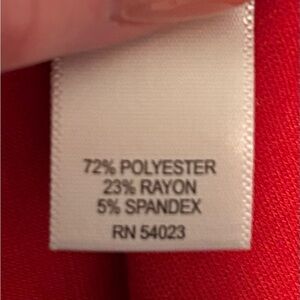 72% POLYESTER
23% RAYON
5% SPANDEX
RN 54023